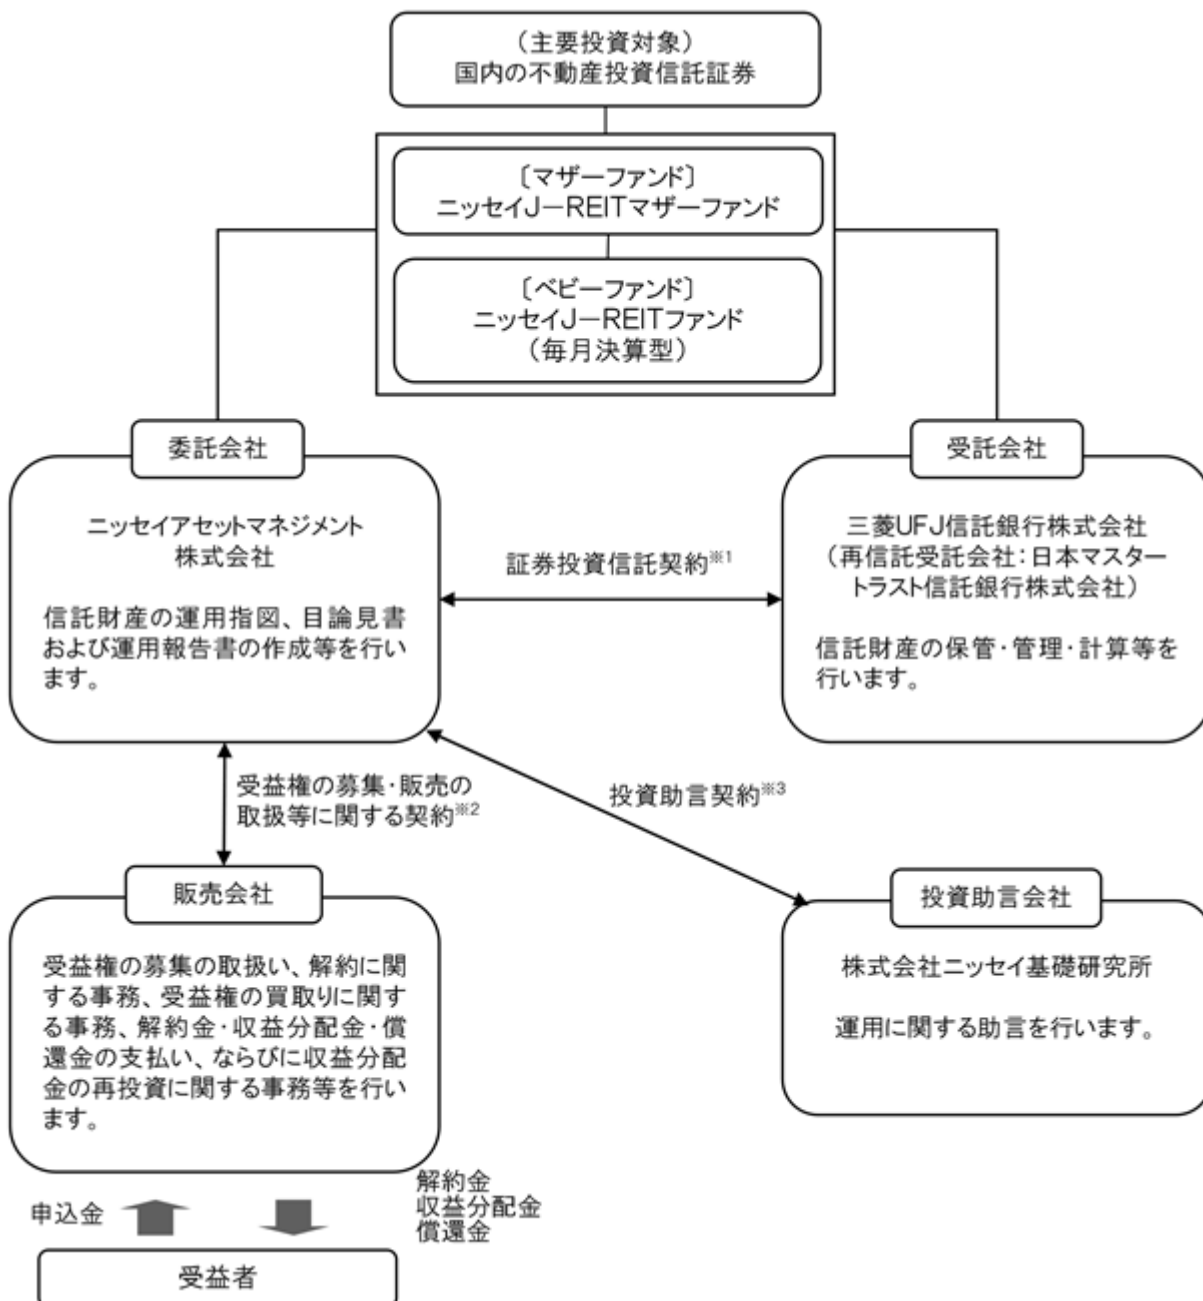 （主要投資対象）
国内の不動産投資信託証券
〔マザーファンド〕
ニッセイJ－REITマザーファンド
〔ベビーファンド〕
ニッセイJ－REITファンド
（毎月決算型）
委託会社
ニッセイアセットマネジメント
株式会社
信託財産の運用指図、目論見書
および運用報告書の作成等を行い
ます。
証券投資信託契約※1
受託会社
三菱UFJ信託銀行株式会社
（再信託受託会社：日本マスター
トラスト信託銀行株式会社）
信託財産の保管・管理・計算等を
行います。
受益権の募集・販売の
取扱等に関する契約※2
投資助言契約※3
販売会社
受益権の募集の取扱い、解約に関
する事務、受益権の買取りに関す
る事務、解約金・収益分配金・償
還金の支払い、ならびに収益分配
金の再投資に関する事務等を行い
ます。
投資助言会社
株式会社ニッセイ基礎研究所
運用に関する助言を行います。
申込金
解約金
収益分配金
償還金
受益者